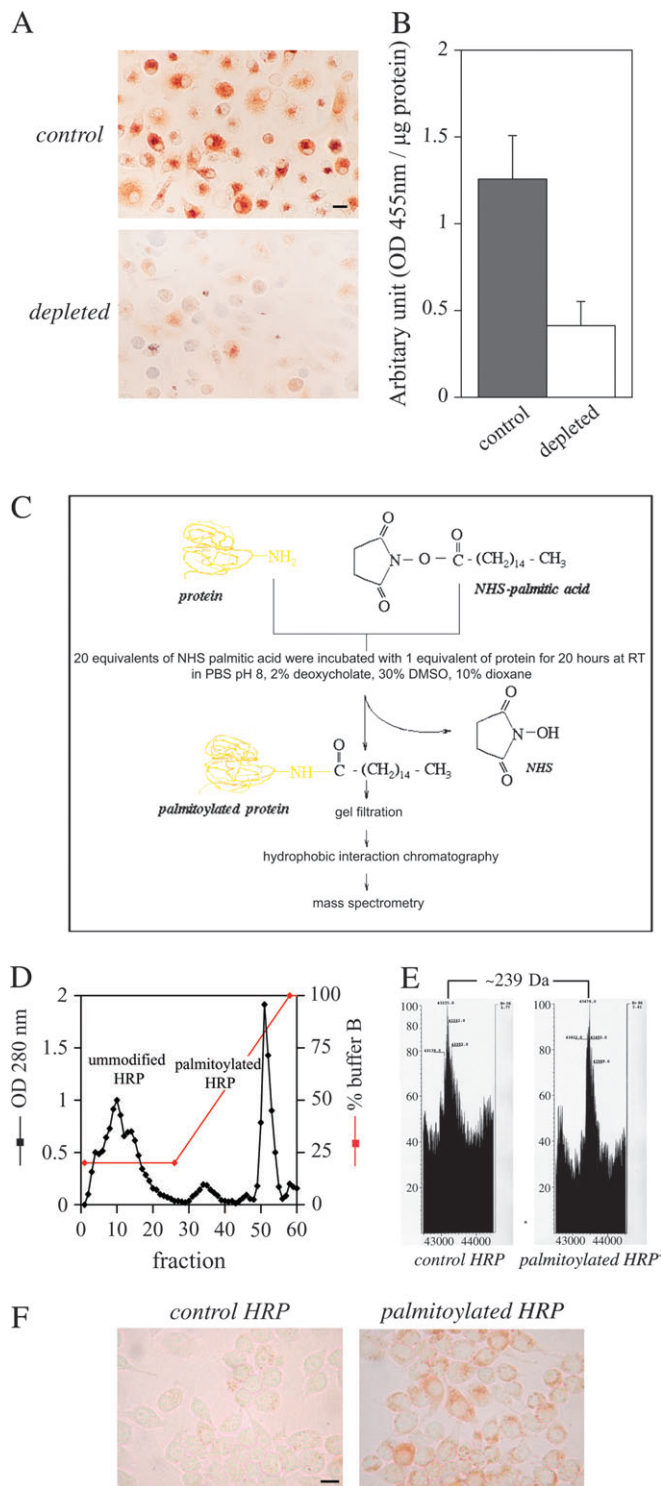 A
control
depleted
B
Arbitary unit (OD 455nm / µg protein)
2
1.5
1
0.5
0
control
depleted
C
NH₂
protein
O
N - O - C - (CH₂)₁₄ - CH₃
O
O
NHS-palmitic acid
20 equivalents of NHS palmitic acid were incubated with 1 equivalent of protein for 20 hours at RT
in PBS pH 8, 2% deoxycholate, 30% DMSO, 10% dioxane
O
NH - C - (CH₂)₁₄ - CH₃
palmitoylated protein
O
N - OH
O
NHS
gel filtration
hydrophobic interaction chromatography
mass spectrometry
D
OD 280 nm
2
1.5
1
0.5
0
ummodified
HRP
palmitoylated
HRP
100
75
50
25
0
% buffer B
0 10 20 30 40 50 60
fraction
E
~239 Da
100
80
60
40
20
43000 44000
control HRP
100
80
60
40
20
43000 44000
palmitoylated HRP
F
control HRP
palmitoylated HRP